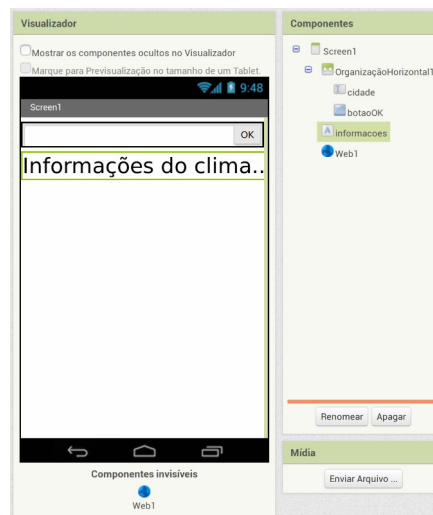 Visualizador
Mostrar os componentes ocultos no Visualizador
Marque para Previsualização no tamanho de um Tablet.
9:48
Screen1
OK
Informações do clima..
Componentes invisíveis
Web1
Componentes
Screen1
OrganizaçãoHorizontal1
cidade
botaoOK
A informacoes
Web1
Renomear Apagar
Mídia
Enviar Arquivo ...